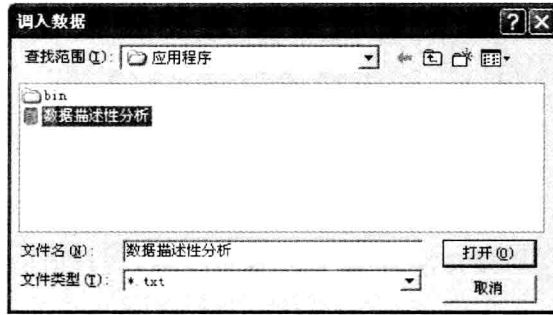 调入数据
查找范围(I): 应用程序
bin
数据描述性分析
文件名(N): 数据描述性分析
打开(O)
文件类型(T): *.txt
取消